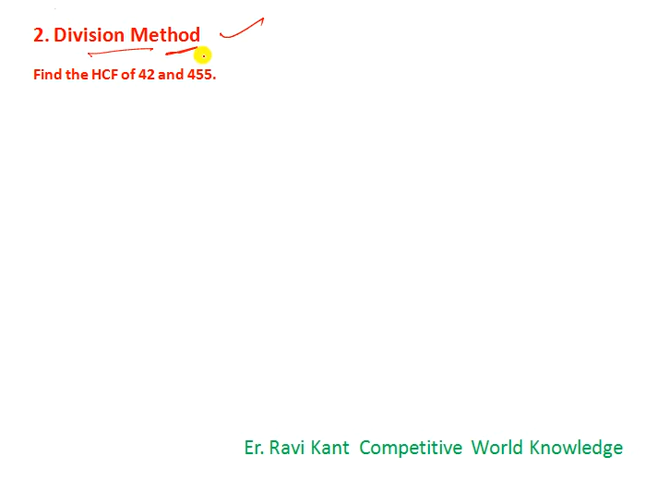 2. Division Method
Find the HCF of 42 and 455.
Er. Ravi Kant Competitive World Knowledge